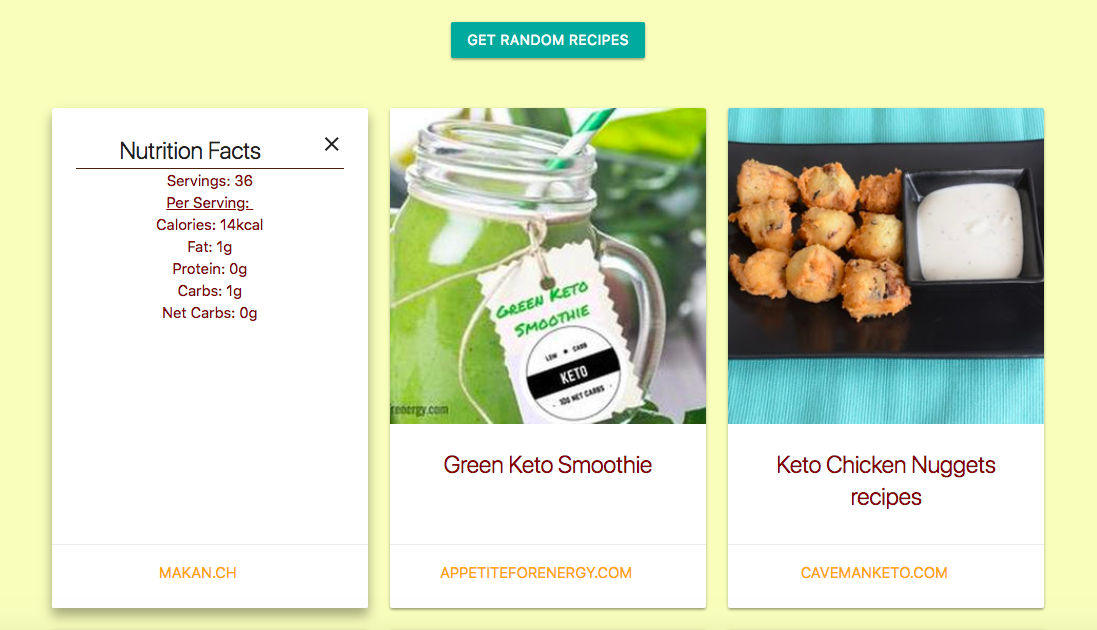 GET RANDOM RECIPES
Nutrition Facts
Servings: 36
Per Serving:
Calories: 14kcal
Fat: 1g
Protein: 0g
Carbs: 1g
Net Carbs: 0g
MAKAN.CH
GREEN KETO
SMOOTHIE
LOW ★ CARB
KETO
- 3DG NET CARBS -
renergy.com
Green Keto Smoothie
APPETITEFORENERGY.COM
Keto Chicken Nuggets
recipes
CAVEMANKETO.COM